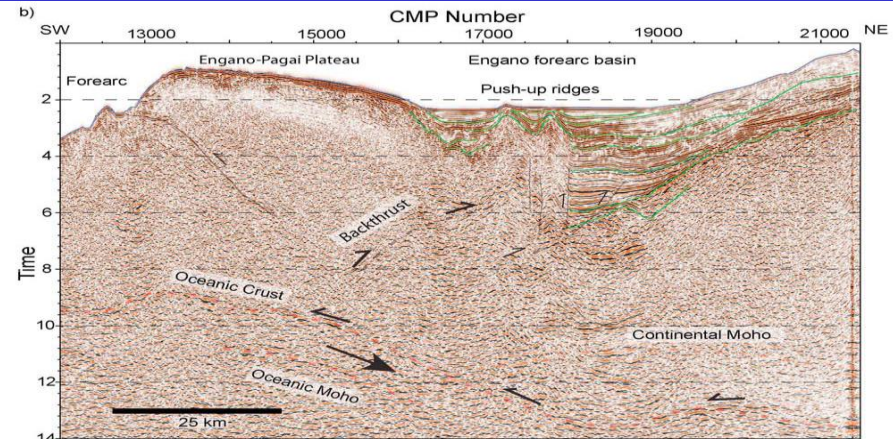 b)
CMP Number
SW
13000
15000
17000
19000
21000
NE
Engano-Pagai Plateau
Engano forearc basin
Forearc
Push-up ridges
2
4
6
8
10
12
14
Time
Backthrust
Oceanic Crust
Continental Moho
Oceanic Moho
25 km